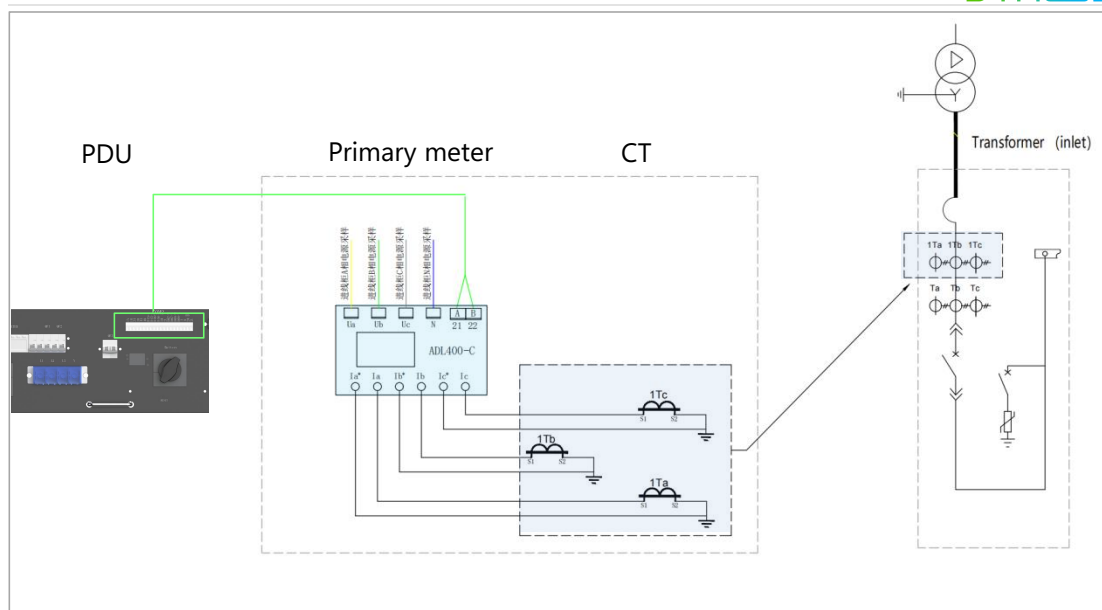 PDU
Primary meter
CT
Transformer (inlet)
进线柜A相电源采样
进线柜B相电源采样
进线柜C相电源采样
进线柜N相电源采样
Ua
Ub
Uc
N
A
B
21
22
ADL400-C
Ia*
Ia
Ib*
Ib
Ic*
Ic
1Tc
S1
S2
1Tb
S1
S2
1Ta
S1
S2
1Ta 1Tb 1Tc
Ta Tb Tc
Y